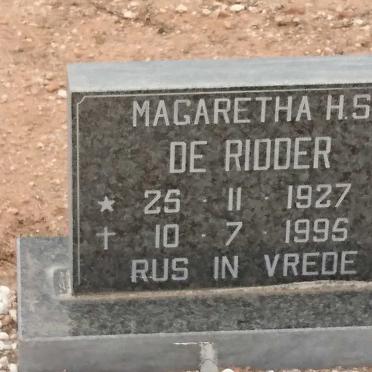 MAGARETHA H.S
DE RIDDER
★ 25 · 11 · 1927
† 10 · 7 · 1995
RUS IN VREDE